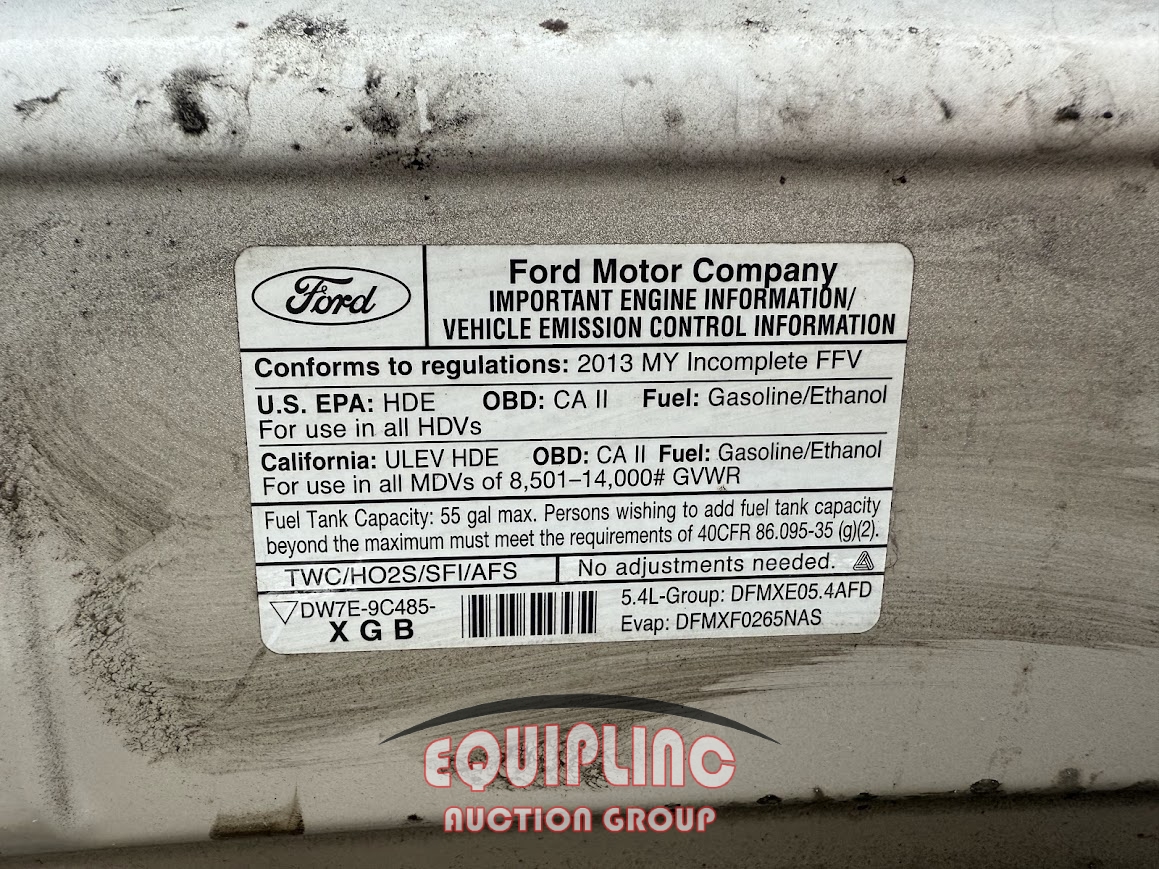 Ford
Ford Motor Company
IMPORTANT ENGINE INFORMATION/
VEHICLE EMISSION CONTROL INFORMATION
Conforms to regulations: 2013 MY Incomplete FFV
U.S. EPA: HDE OBD: CA II Fuel: Gasoline/Ethanol
For use in all HDVs
California: ULEV HDE OBD: CA II Fuel: Gasoline/Ethanol
For use in all MDVs of 8,501–14,000# GVWR
Fuel Tank Capacity: 55 gal max. Persons wishing to add fuel tank capacity
beyond the maximum must meet the requirements of 40CFR 86.095-35 (g)(2).
TWC/HO2S/SFI/AFS No adjustments needed.
DW7E-9C485-
X G B
5.4L-Group: DFMXE05.4AFD
Evap: DFMXF0265NAS
EQUIPLINC
AUCTION GROUP